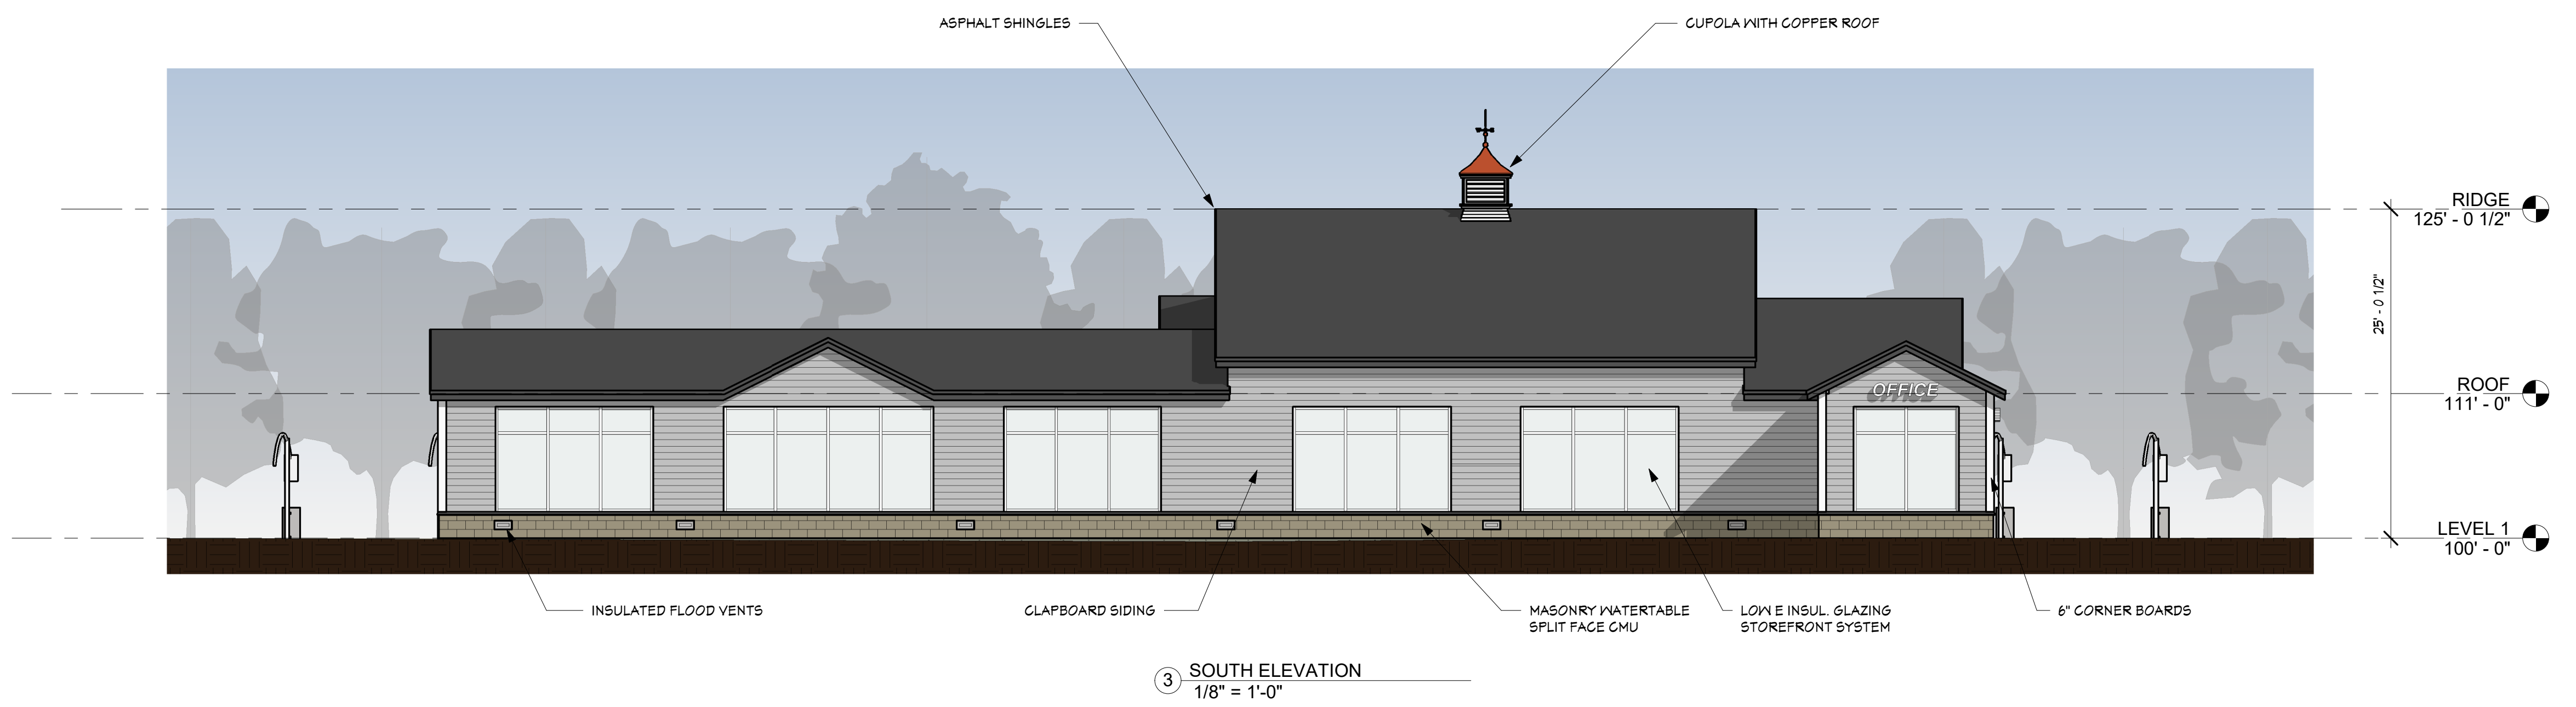 ASPHALT SHINGLES
CUPOLA WITH COPPER ROOF
RIDGE
125' - 0 1/2"
25' - 0 1/2"
OFFICE
ROOF
111' - 0"
LEVEL 1
100' - 0"
INSULATED FLOOD VENTS
CLAPBOARD SIDING
MASONRY WATERTABLE
SPLIT FACE CMU
LOW E INSUL. GLAZING
STOREFRONT SYSTEM
6" CORNER BOARDS
3 SOUTH ELEVATION
1/8" = 1'-0"